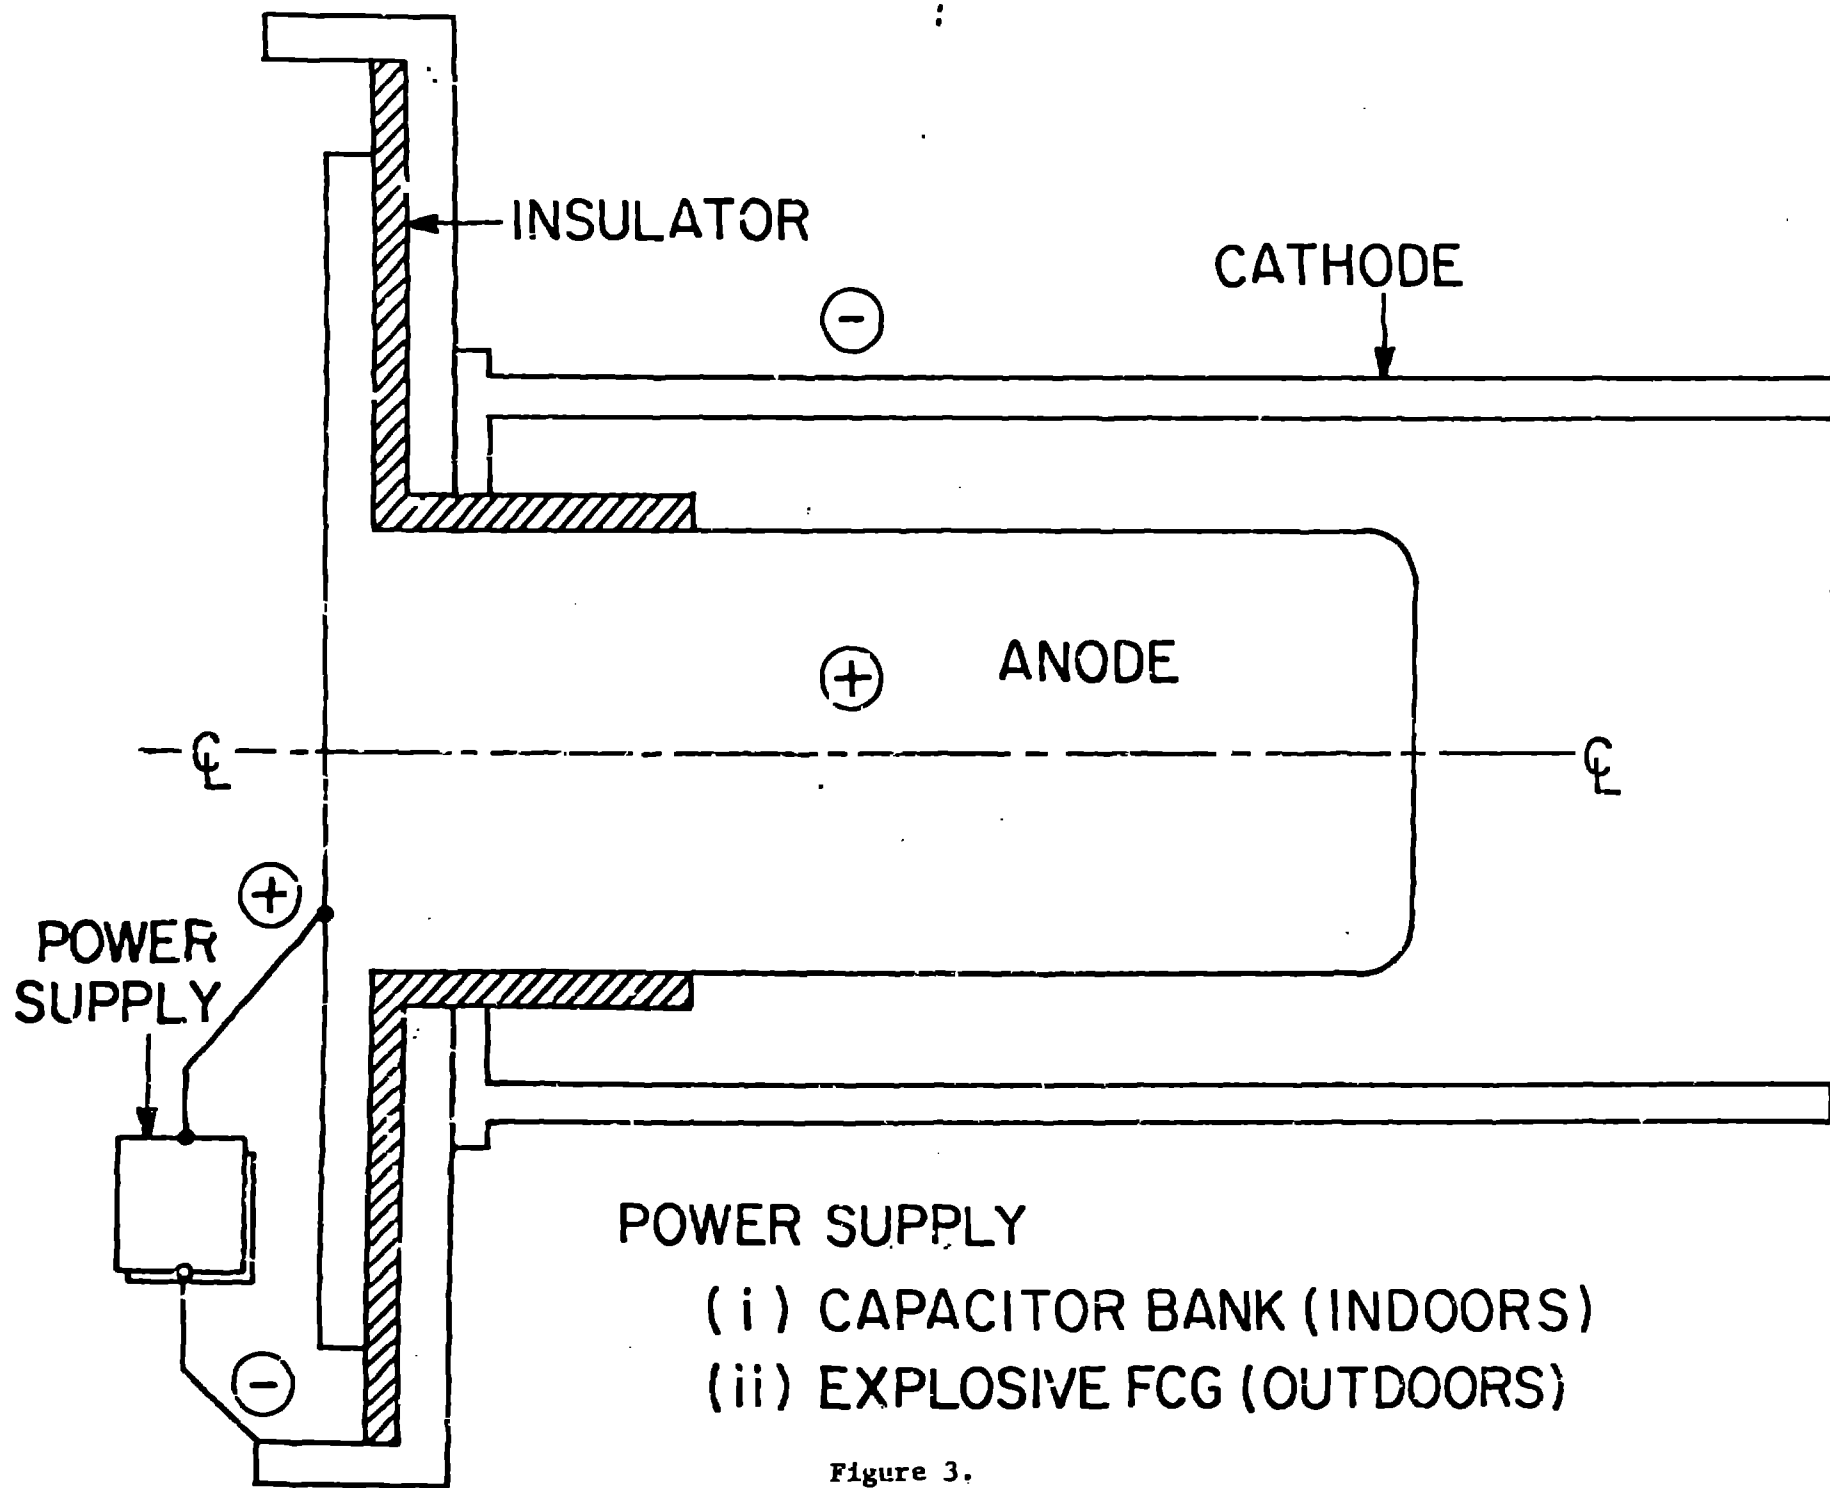 INSULATOR
CATHODE
−
+
ANODE
℄ ℄
+
POWER
SUPPLY
−
POWER SUPPLY
(i) CAPACITOR BANK (INDOORS)
(ii) EXPLOSIVE FCG (OUTDOORS)
Figure 3.